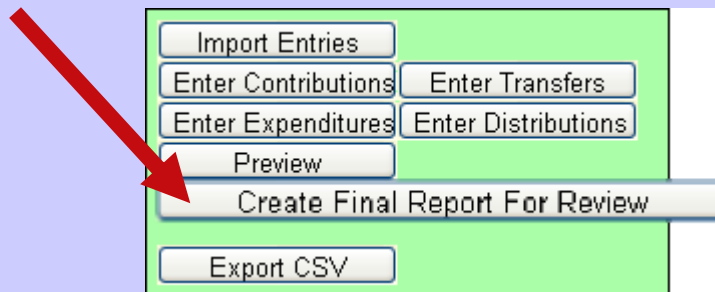 Import Entries
Enter Contributions Enter Transfers
Enter Expenditures Enter Distributions
Preview
Create Final Report For Review
Export CSV